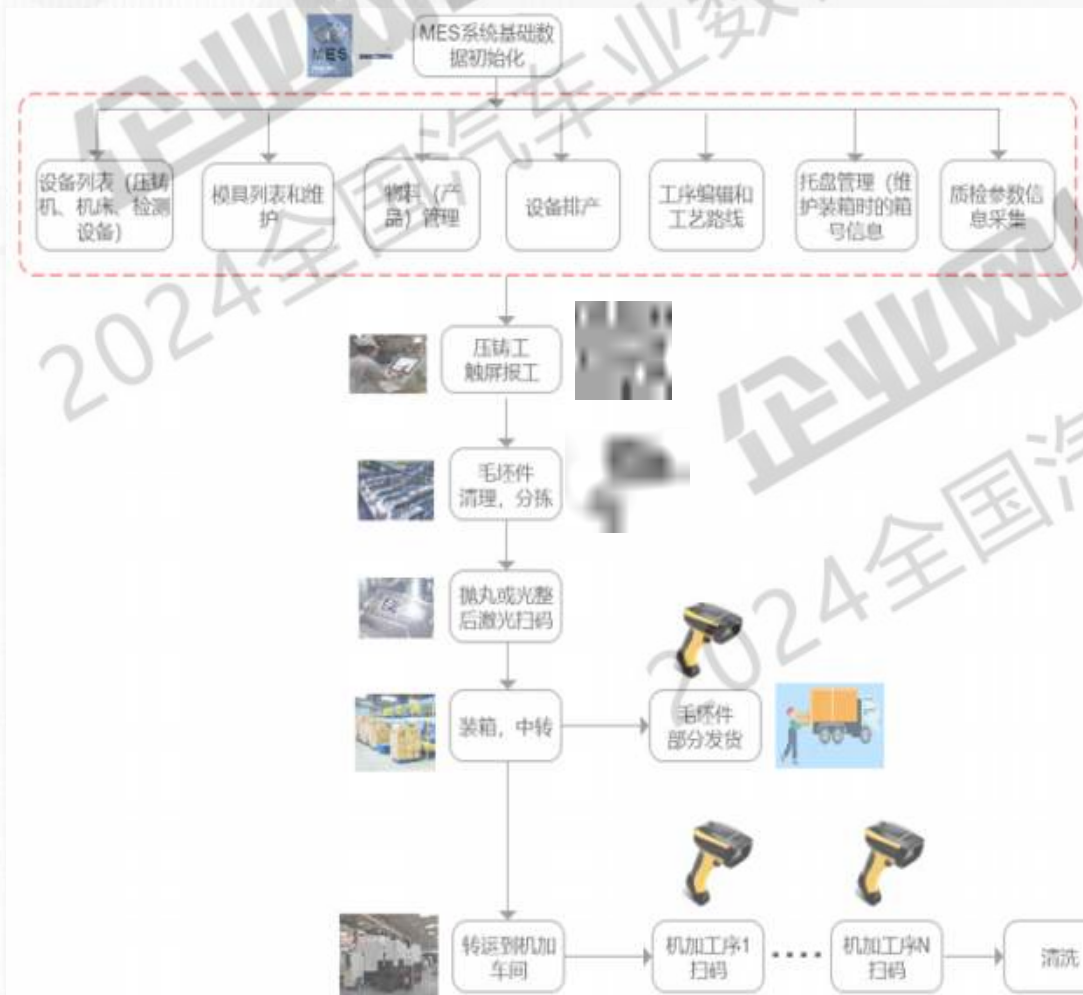 MES
MES系统基础数
据初始化
设备列表（压铸
机、机床、检测
设备）
模具列表和维
护
物料（产
品）管理
设备排产
工序编辑和
工艺路线
托盘管理（维
护装箱时的箱
号信息
质检参数信
息采集
压铸工
触屏报工
毛坯件
清理，分拣
抛丸或光整
后激光扫码
装箱，中转
毛坯件
部分发货
转运到机加
车间
机加工序1
扫码
机加工序N
扫码
清洗
企业网
2024全国汽车业数
企业网
2024全国汽